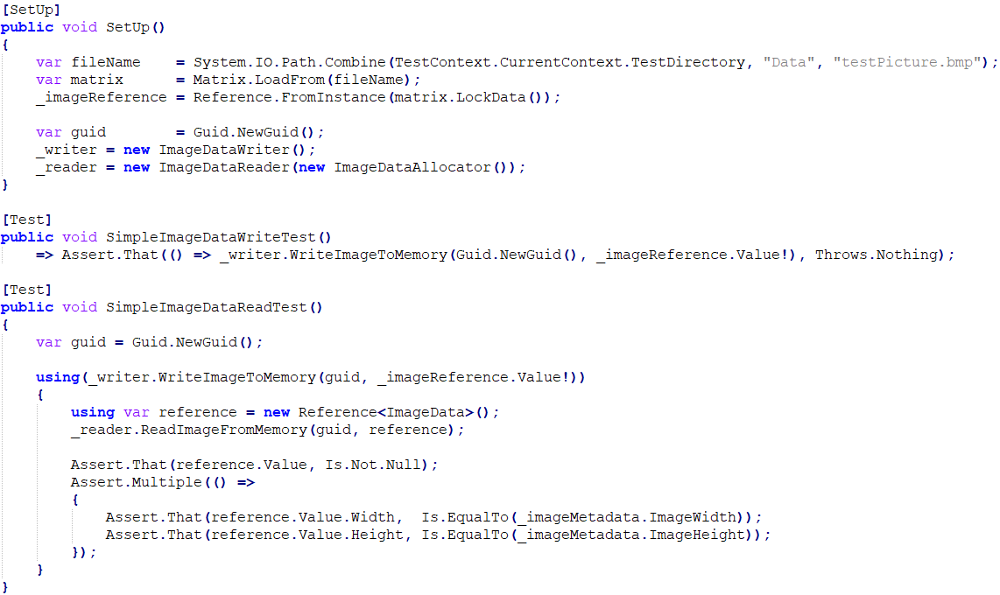 [SetUp]
public void SetUp()
{
    var fileName    = System.IO.Path.Combine(TestContext.CurrentContext.TestDirectory, "Data", "testPicture.bmp");
    var matrix      = Matrix.LoadFrom(fileName);
    _imageReference = Reference.FromInstance(matrix.LockData());

    var guid        = Guid.NewGuid();
    _writer = new ImageDataWriter();
    _reader = new ImageDataReader(new ImageDataAllocator());
}

[Test]
public void SimpleImageDataWriteTest()
    => Assert.That(() => _writer.WriteImageToMemory(Guid.NewGuid(), _imageReference.Value!), Throws.Nothing);

[Test]
public void SimpleImageDataReadTest()
{
    var guid = Guid.NewGuid();

    using(_writer.WriteImageToMemory(guid, _imageReference.Value!))
    {
        using var reference = new Reference<ImageData>();
        _reader.ReadImageFromMemory(guid, reference);

        Assert.That(reference.Value, Is.Not.Null);
        Assert.Multiple(() =>
        {
            Assert.That(reference.Value.Width,  Is.EqualTo(_imageMetadata.ImageWidth));
            Assert.That(reference.Value.Height, Is.EqualTo(_imageMetadata.ImageHeight));
        });
    }
}